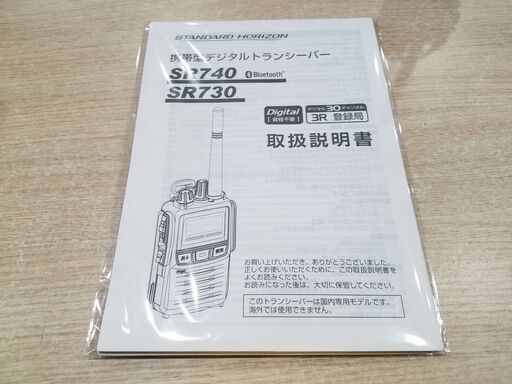 STANDARD HORIZON
携帯型デジタルトランシーバー
SR740 Bluetooth
SR730
Digital 資格不要
デジタル30チャンネル
3R 登録局
取扱説明書
お買い上げいただき、ありがとうございました。
正しくお使いいただくために、この取扱説明書を
よくお読みください。
お読みになった後は、大切に保管してください。
このトランシーバーは国内専用モデルです。
海外では使用できません。